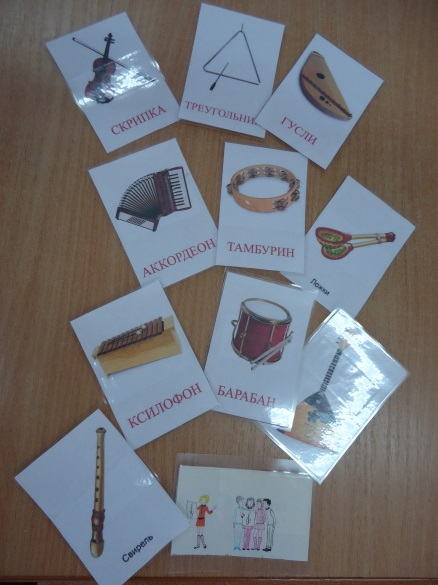 СКРИПКА
ТРЕУГОЛЬНИ
ГУСЛИ
АККОРДЕОН
ТАМБУРИН
Ложки
КСИЛОФОН
БАРАБАН
Свирель